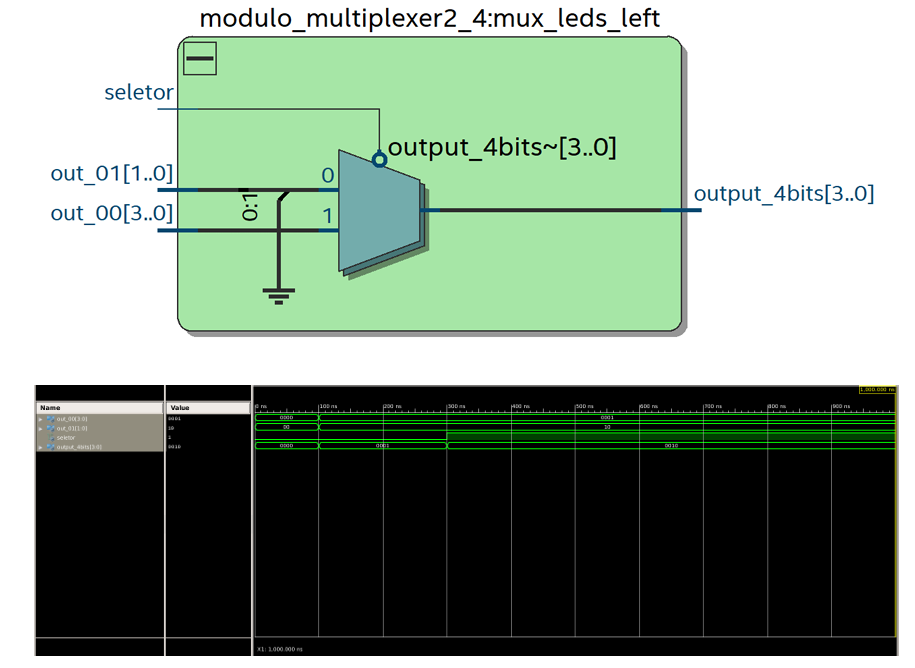 modulo_multiplexer2_4:mux_leds_left
seletor
output_4bits~[3..0]
out_01[1..0]
0
output_4bits[3..0]
0:1
out_00[3..0]
1
1,000.000 ns
Name
Value
0 ns
100 ns
200 ns
300 ns
400 ns
500 ns
600 ns
700 ns
800 ns
900 ns
out_00[3:0]
0001
0000
0001
out_01[1:0]
10
00
10
seletor
1
output_4bits[3:0]
0010
0000
0001
0010
X1: 1,000.000 ns